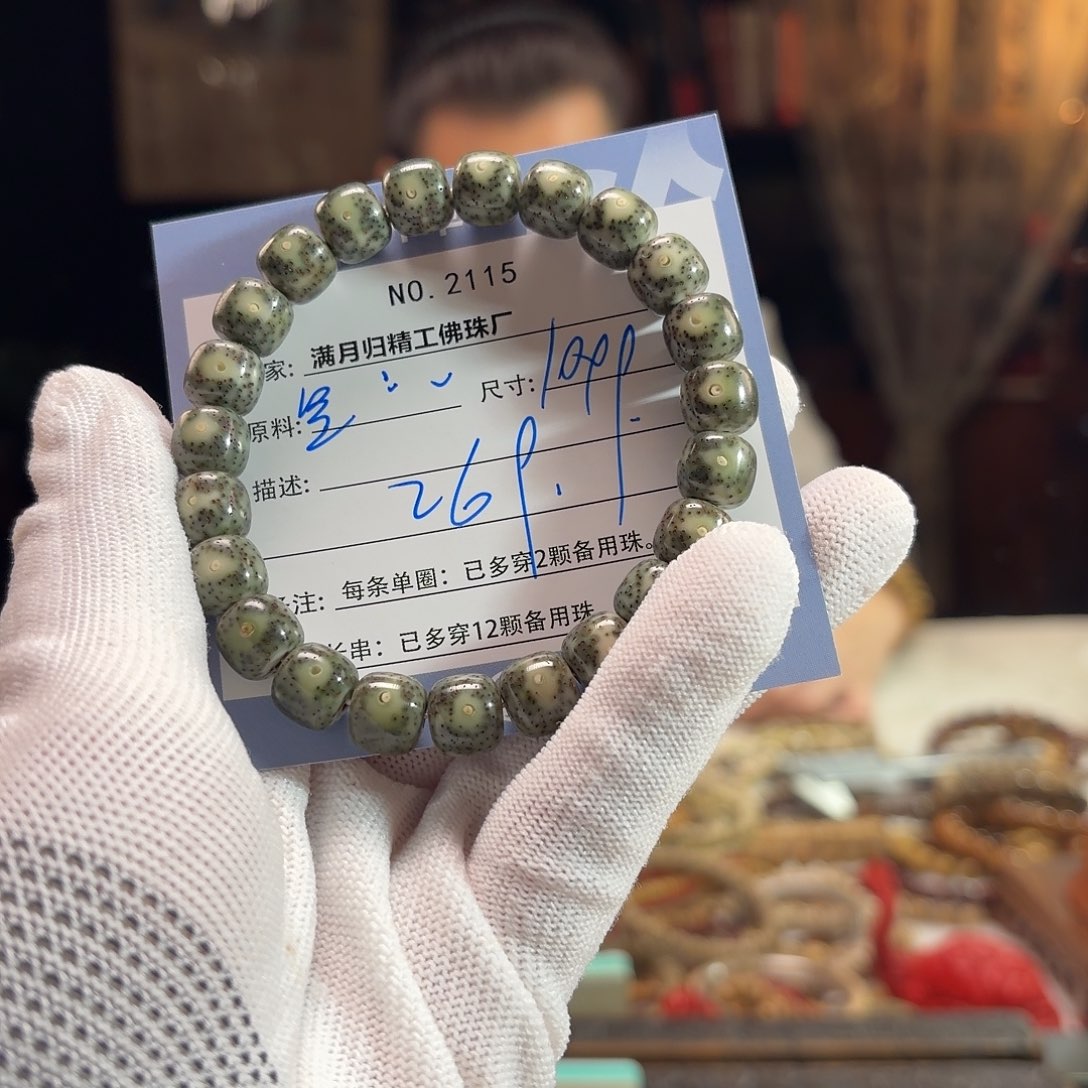 NO.2115
家: 满月归精工佛珠厂
原料: 星 尺寸:
描述: 26
注: 每条单圈：已多穿2颗备用珠。
串：已多穿12颗备用珠